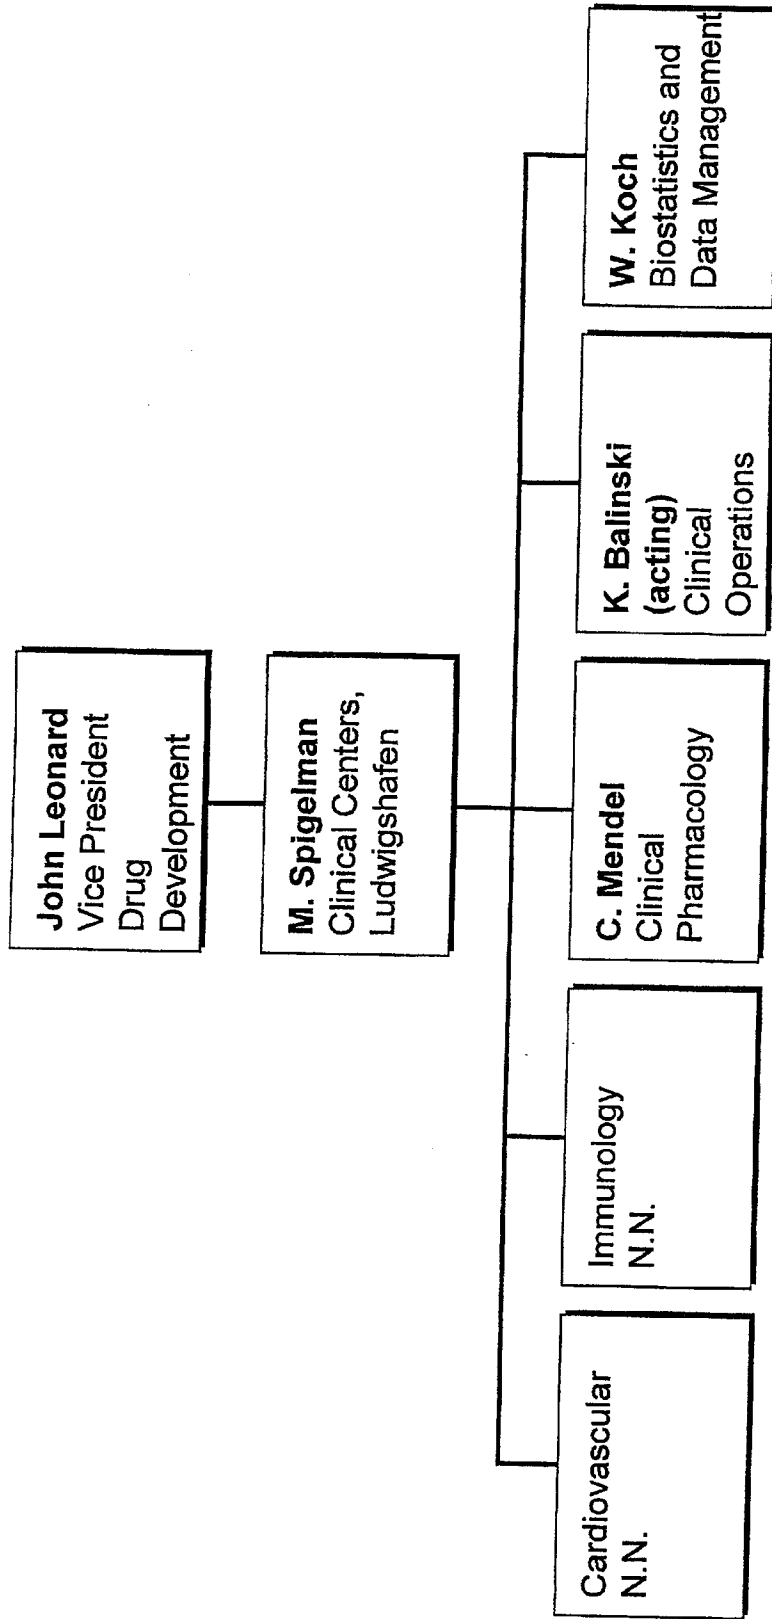 John Leonard
Vice President
Drug
Development
M. Spigelman
Clinical Centers,
Ludwigshafen
Cardiovascular
N.N.
Immunology
N.N.
C. Mendel
Clinical
Pharmacology
K. Balinski
(acting)
Clinical
Operations
W. Koch
Biostatistics and
Data Management